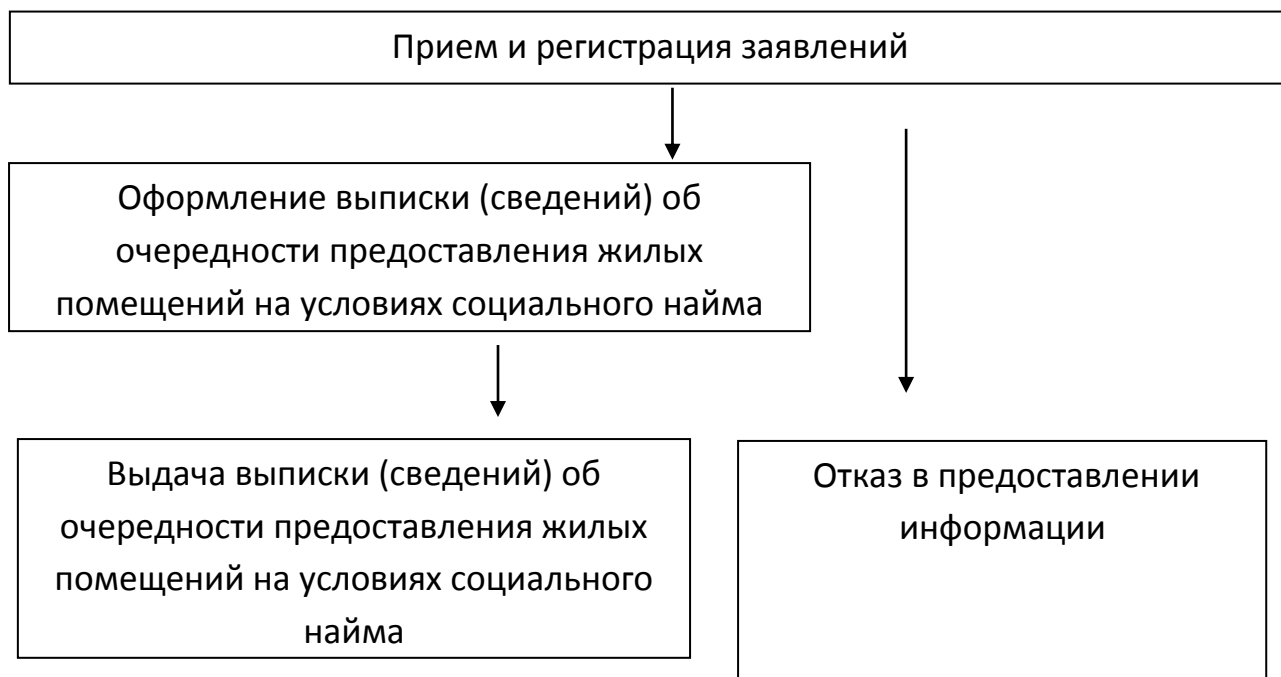 Прием и регистрация заявлений
Оформление выписки (сведений) об
очередности предоставления жилых
помещений на условиях социального найма
Выдача выписки (сведений) об
очередности предоставления жилых
помещений на условиях социального
найма
Отказ в предоставлении
информации